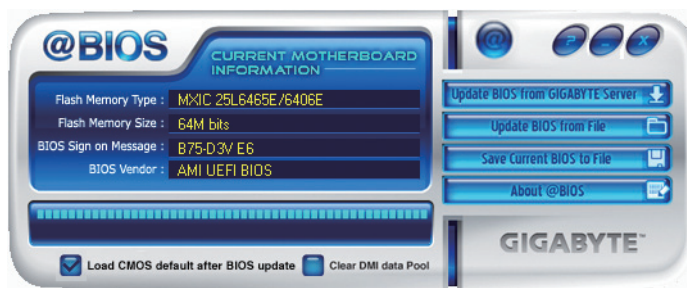 @BIOS
CURRENT MOTHERBOARD
INFORMATION
Flash Memory Type : MXIC 25L6465E/6406E
Flash Memory Size : 64M bits
BIOS Sign on Message : B75-D3V E6
BIOS Vendor : AMI UEFI BIOS
Load CMOS default after BIOS update
Clear DMI data Pool
@
? - X
Update BIOS from GIGABYTE Server
Update BIOS from File
Save Current BIOS to File
About @BIOS
GIGABYTE™